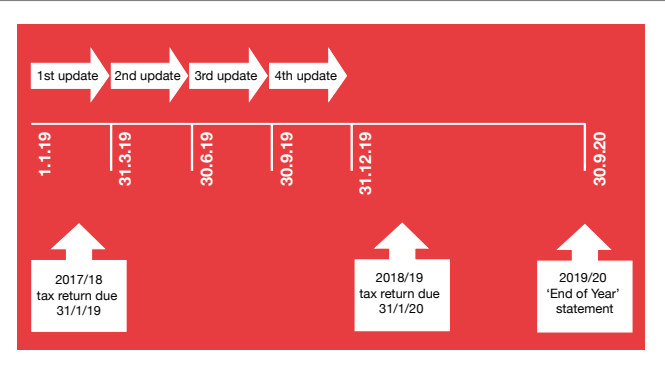 1st update
2nd update
3rd update
4th update
1.1.19
31.3.19
30.6.19
30.9.19
31.12.19
30.9.20
2017/18
tax return due
31/1/19
2018/19
tax return due
31/1/20
2019/20
‘End of Year’
statement